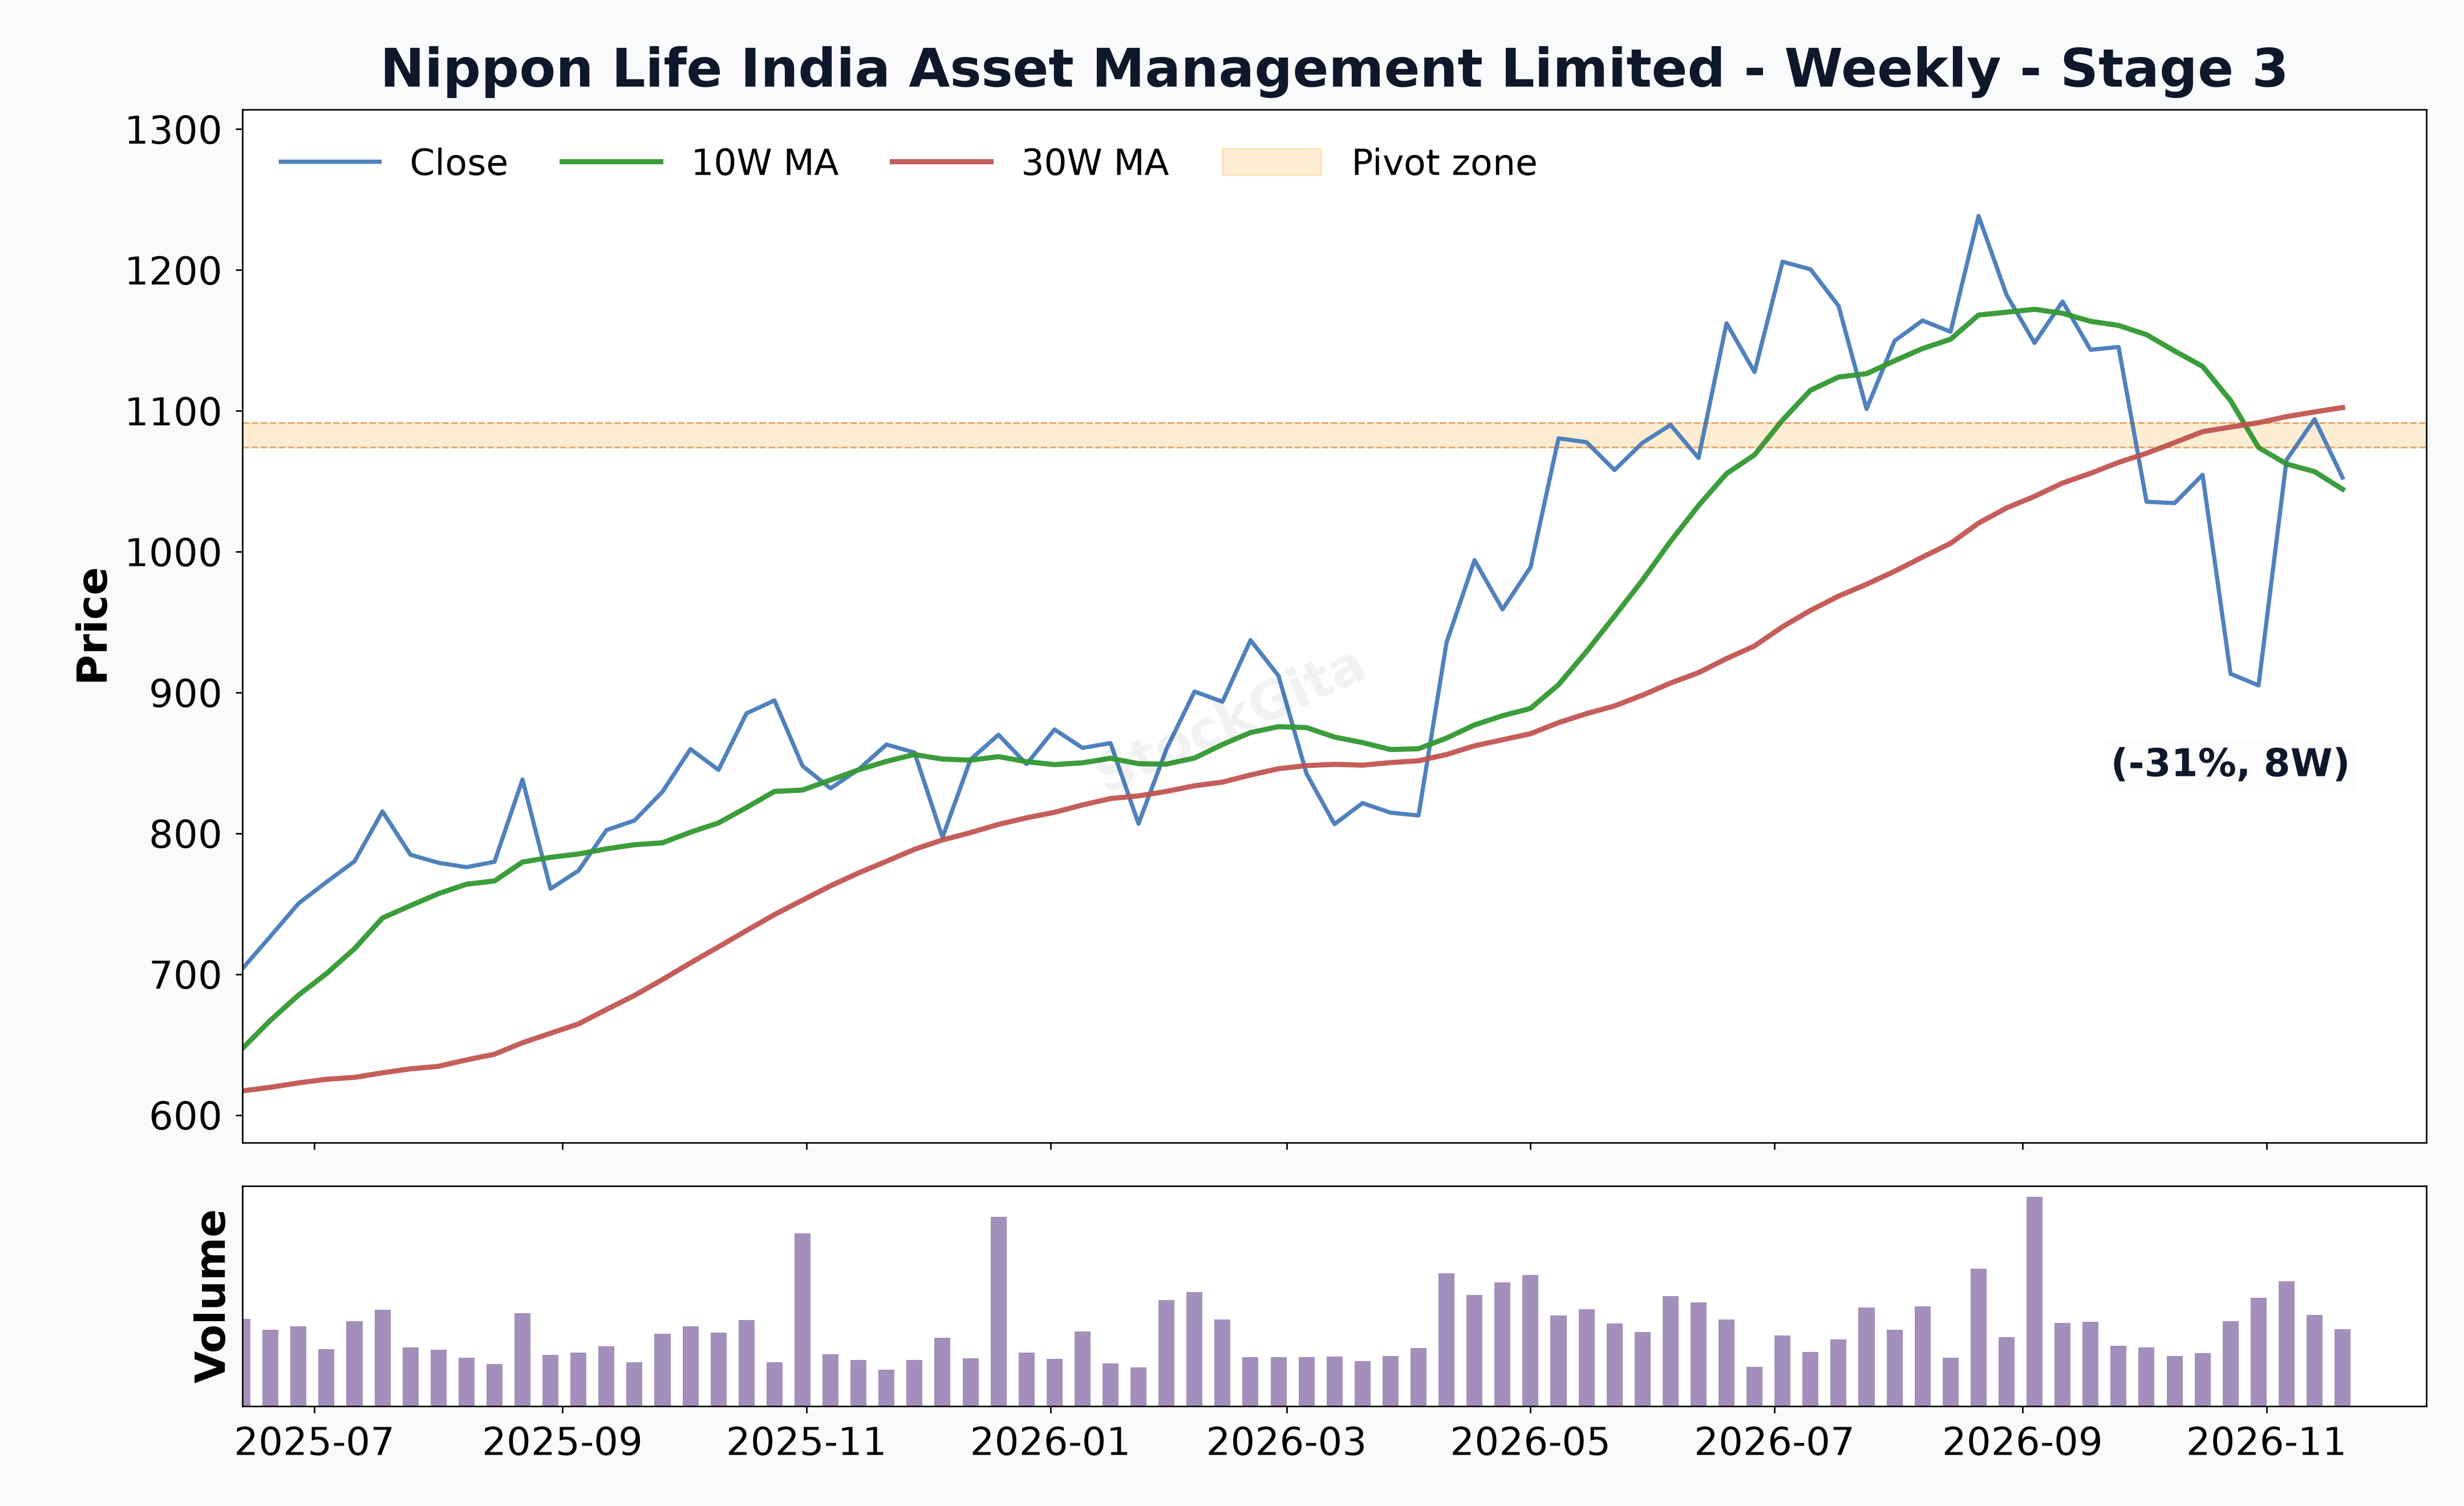 Nippon Life India Asset Management Limited - Weekly - Stage 3
Close
10W MA
30W MA
Pivot zone
Price
1300
1200
1100
1000
900
800
700
600
StockGita
(-31%, 8W)
Volume
2025-07
2025-09
2025-11
2026-01
2026-03
2026-05
2026-07
2026-09
2026-11